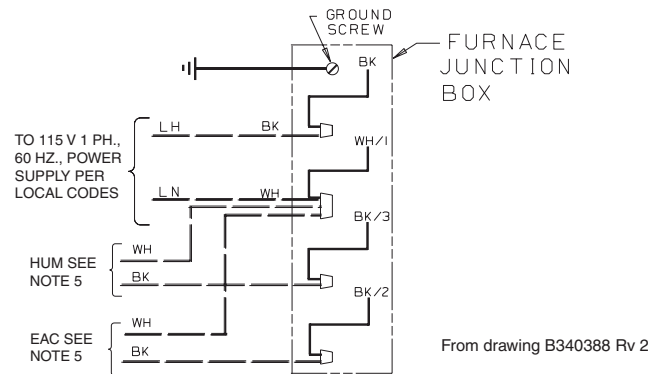 GROUND
SCREW
FURNACE
JUNCTION
BOX
BK
LH
BK
TO 115 V 1 PH.,
60 HZ., POWER
SUPPLY PER
LOCAL CODES
WH/1
LN
WH
BK/3
WH
HUM SEE
NOTE 5
BK
BK/2
WH
EAC SEE
NOTE 5
BK
From drawing B340388 Rv 2